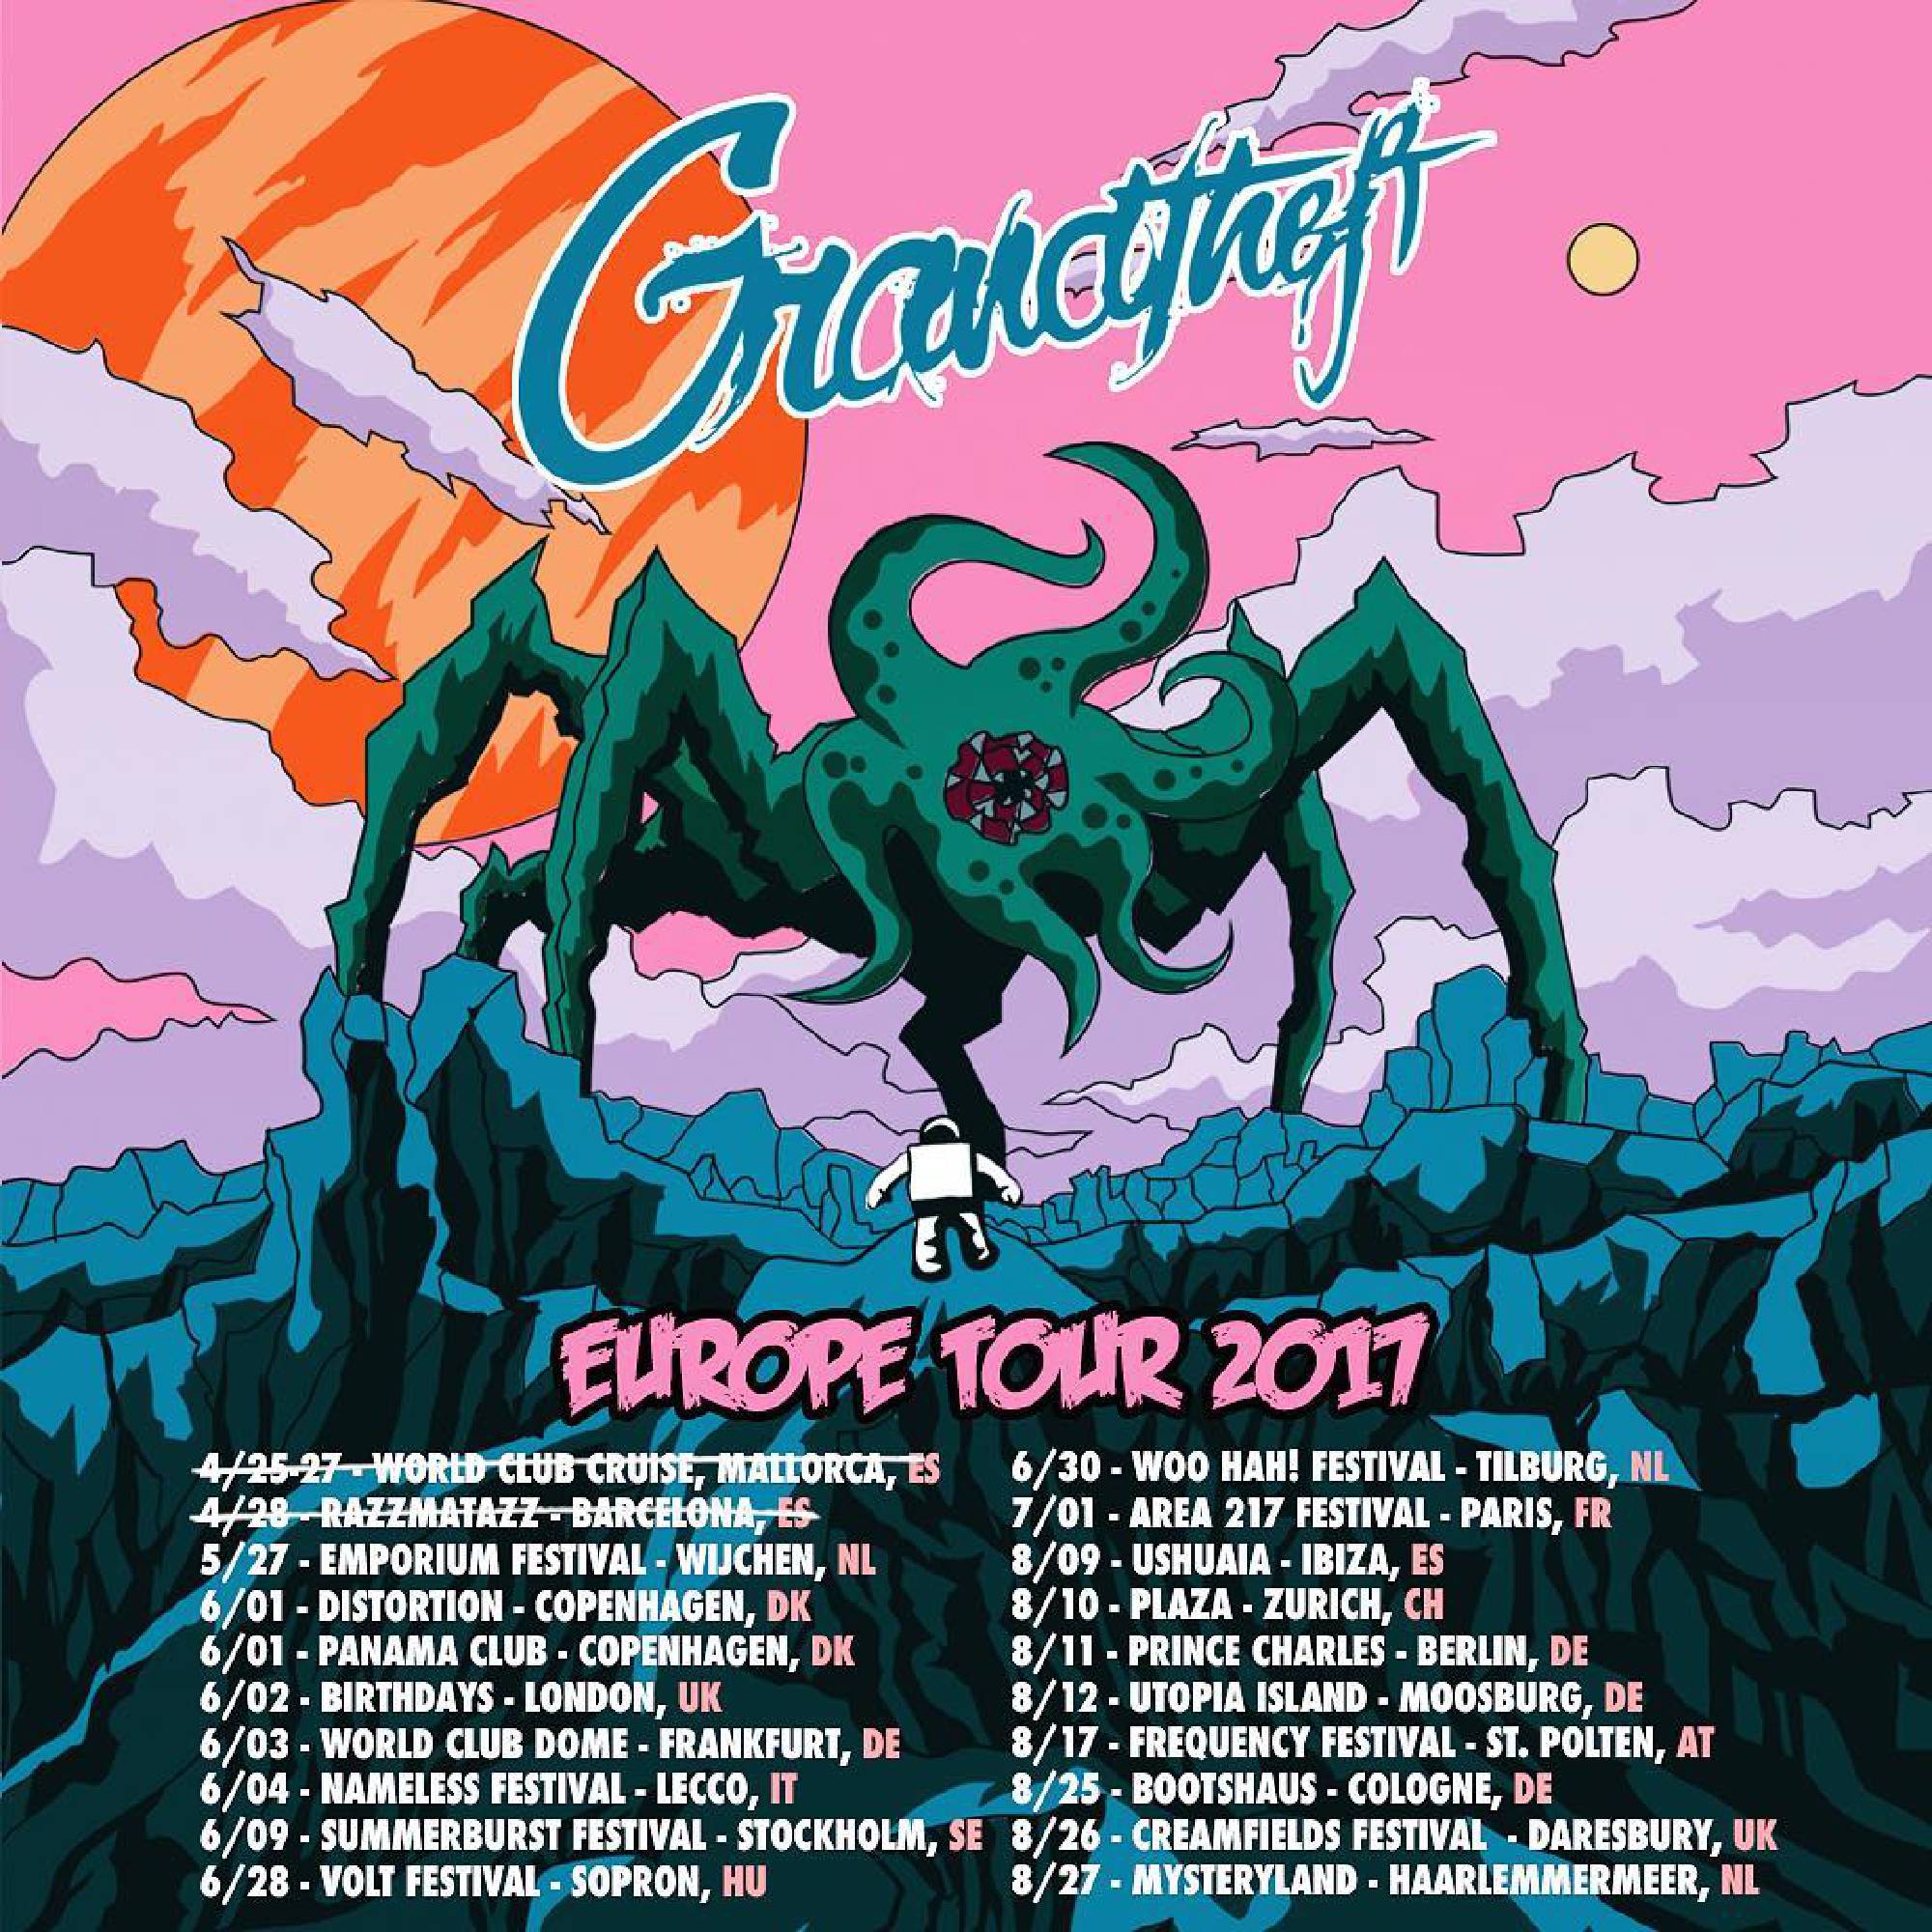 Grandtheft
EUROPE TOUR 2017
4/25-27 - WORLD CLUB CRUISE, MALLORCA, ES
4/28 - RAZZMATAZZ - BARCELONA, ES
5/27 - EMPORIUM FESTIVAL - WIJCHEN, NL
6/01 - DISTORTION - COPENHAGEN, DK
6/01 - PANAMA CLUB - COPENHAGEN, DK
6/02 - BIRTHDAYS - LONDON, UK
6/03 - WORLD CLUB DOME - FRANKFURT, DE
6/04 - NAMELESS FESTIVAL - LECCO, IT
6/09 - SUMMERBURST FESTIVAL - STOCKHOLM, SE
6/28 - VOLT FESTIVAL - SOPRON, HU
6/30 - WOO HAH! FESTIVAL - TILBURG, NL
7/01 - AREA 217 FESTIVAL - PARIS, FR
8/09 - USHUAIA - IBIZA, ES
8/10 - PLAZA - ZURICH, CH
8/11 - PRINCE CHARLES - BERLIN, DE
8/12 - UTOPIA ISLAND - MOOSBURG, DE
8/17 - FREQUENCY FESTIVAL - ST. POLTEN, AT
8/25 - BOOTSHAUS - COLOGNE, DE
8/26 - CREAMFIELDS FESTIVAL - DARESBURY, UK
8/27 - MYSTERYLAND - HAARLEMMERMEER, NL